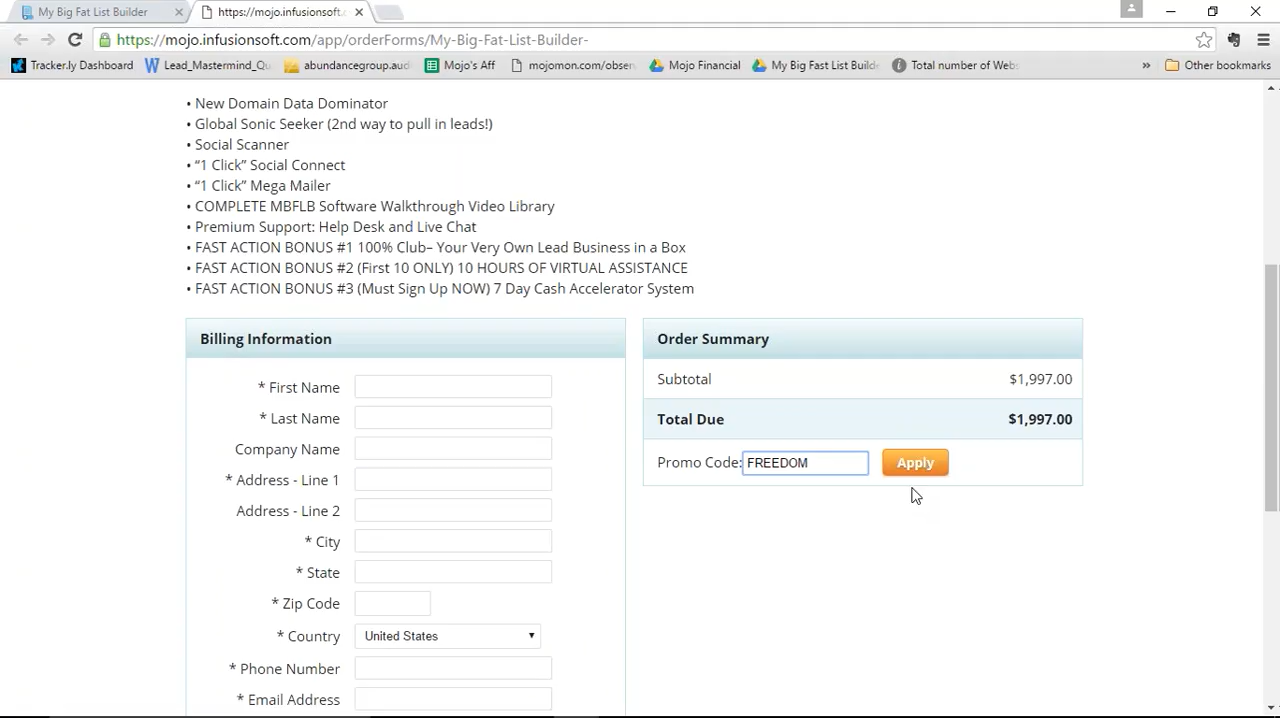 My Big Fat List Builder
https://mojo.infusionsoft.c
https://mojo.infusionsoft.com/app/orderForms/My-Big-Fat-List-Builder-
Tracker.ly Dashboard
Lead_Mastermind_Qu
abundancegroup.aud
Mojo's Aff
mojomon.com/obser
Mojo Financial
My Big Fast List Build
Total number of Webs
»
Other bookmarks
• New Domain Data Dominator
• Global Sonic Seeker (2nd way to pull in leads!)
• Social Scanner
• “1 Click” Social Connect
• “1 Click” Mega Mailer
• COMPLETE MBFLB Software Walkthrough Video Library
• Premium Support: Help Desk and Live Chat
• FAST ACTION BONUS #1 100% Club– Your Very Own Lead Business in a Box
• FAST ACTION BONUS #2 (First 10 ONLY) 10 HOURS OF VIRTUAL ASSISTANCE
• FAST ACTION BONUS #3 (Must Sign Up NOW) 7 Day Cash Accelerator System
Billing Information
* First Name
* Last Name
Company Name
* Address - Line 1
Address - Line 2
* City
* State
* Zip Code
* Country United States
* Phone Number
* Email Address
Order Summary
Subtotal $1,997.00
Total Due $1,997.00
Promo Code: FREEDOM Apply